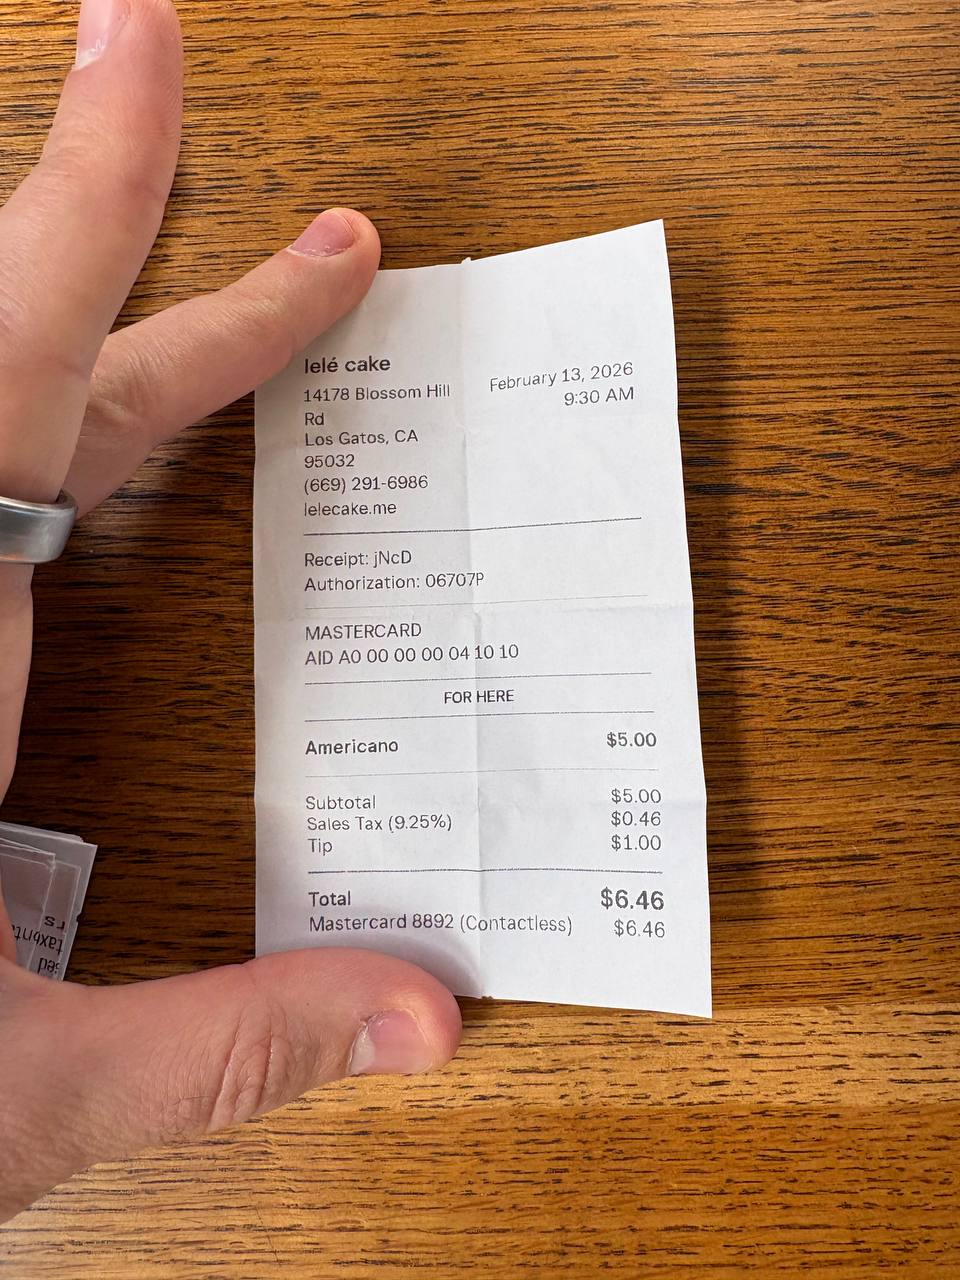 lelé cake
February 13, 2026
9:30 AM
14178 Blossom Hill
Rd
Los Gatos, CA
95032
(669) 291-6986
lelecake.me
Receipt: jNcD
Authorization: 06707P
MASTERCARD
AID A0 00 00 00 04 10 10
FOR HERE
Americano $5.00
Subtotal $5.00
Sales Tax (9.25%) $0.46
Tip $1.00
Total $6.46
Mastercard 8892 (Contactless) $6.46